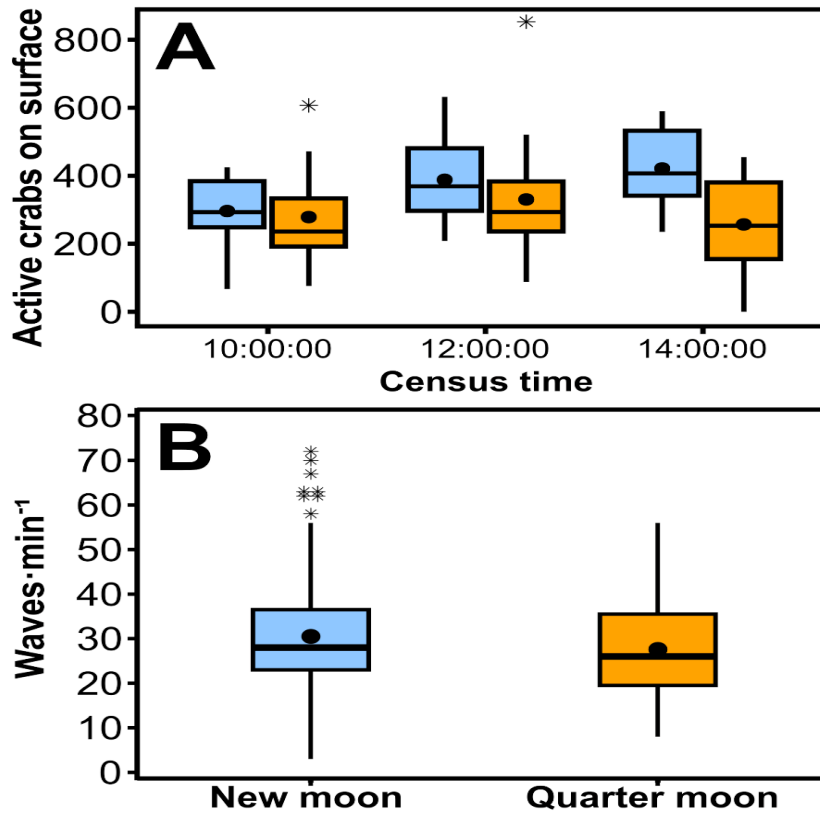 A
Active crabs on surface
800
600
400
200
0
10:00:00 12:00:00 14:00:00
Census time
B
Waves·min⁻¹
80
70
60
50
40
30
20
10
0
New moon Quarter moon